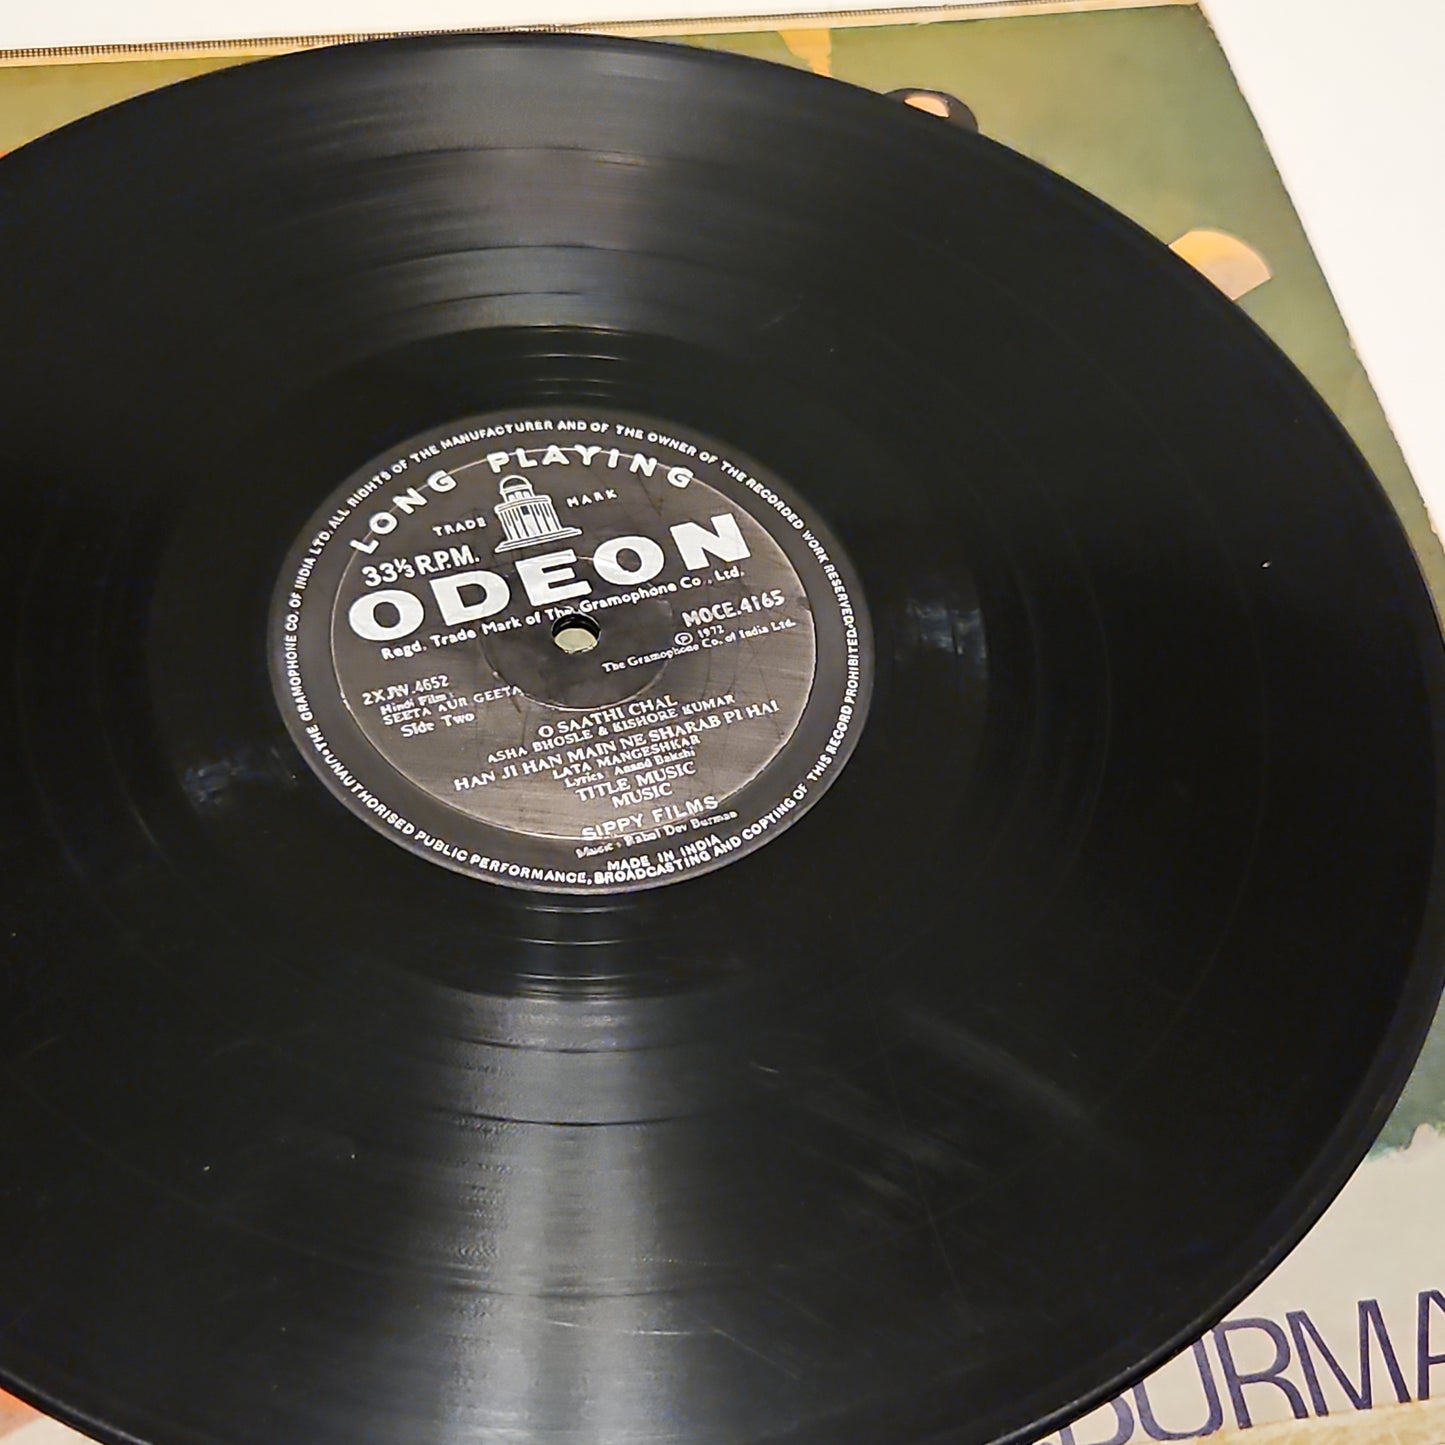 THE GRAMOPHONE CO. OF INDIA LTD. ALL RIGHTS OF THE MANUFACTURER AND OF THE OWNER OF THE RECORDED WORK RESERVED.
UNAUTHORISED PUBLIC PERFORMANCE, BROADCASTING AND COPYING OF THIS RECORD PROHIBITED.
LONG PLAYING
TRADE MARK
33⅓ R.P.M.
ODEON
Regd. Trade Mark of The Gramophone Co., Ltd.
MOCE.4165
Ⓟ 1972
The Gramophone Co. of India Ltd.
2XJW.4652
Hindi Film :
SEETA AUR GEETA
Side Two
O SAATHI CHAL
ASHA BHOSLE & KISHORE KUMAR
HAN JI HAN MAIN NE SHARAB PI HAI
LATA MANGESHKAR
Lyrics : Anand Bakshi
TITLE MUSIC
MUSIC
SIPPY FILMS
Music : Rahul Dev Burman
MADE IN INDIA
BURMA